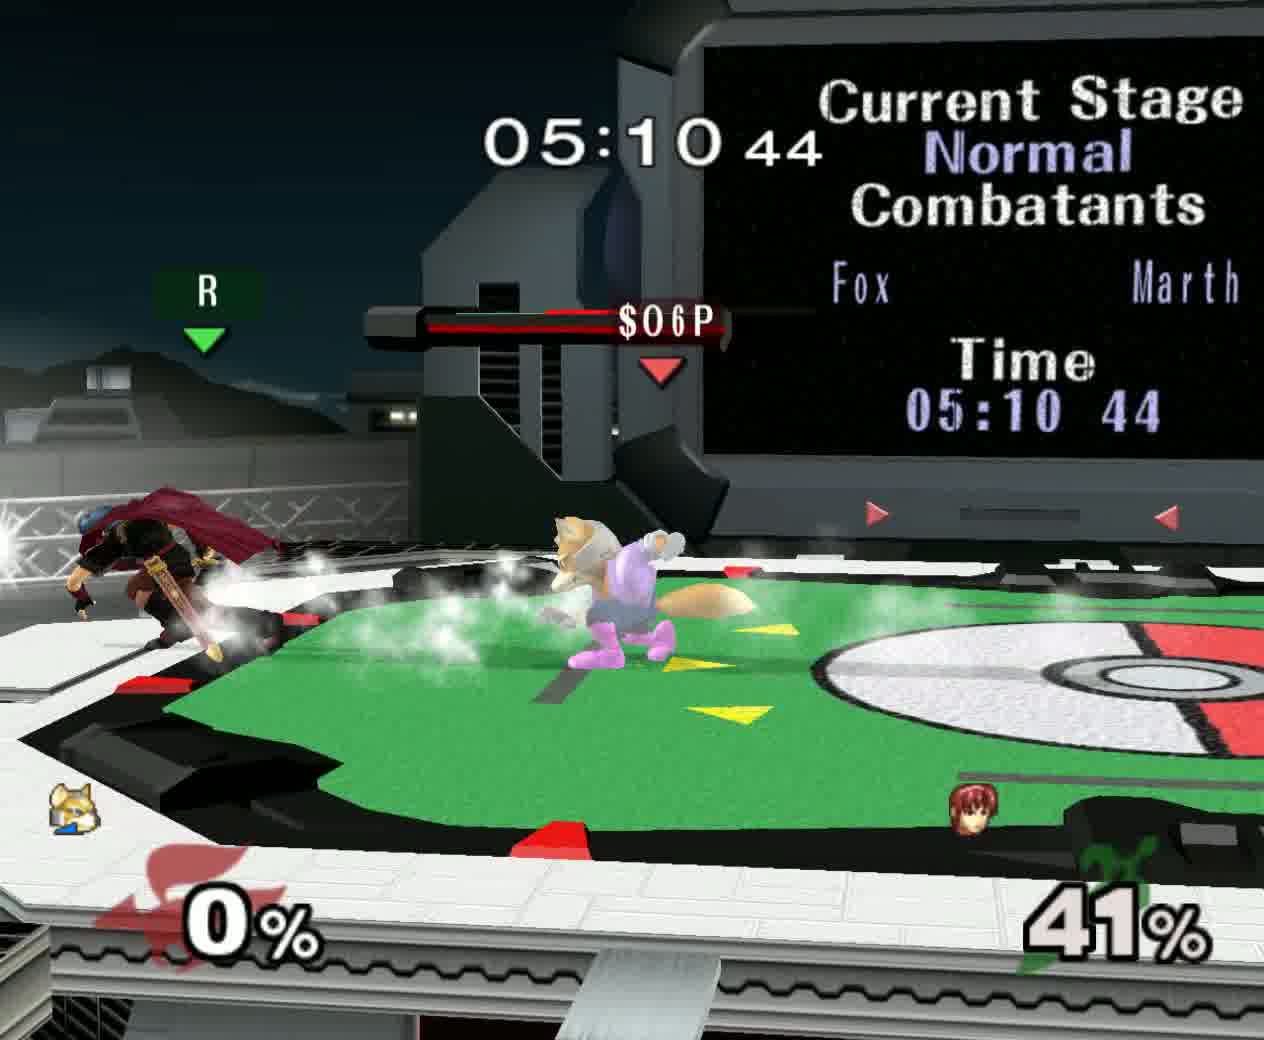 Current Stage
05:10 44
Normal
Combatants
R
Fox Marth
$06P
Time
05:10 44
0%
41%